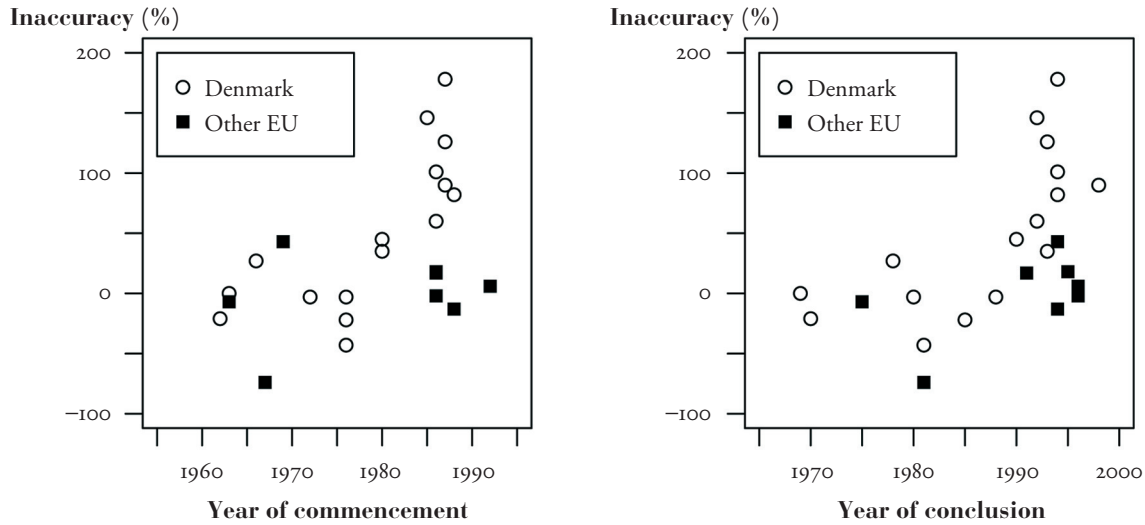 Inaccuracy (%)
200
100
0
−100
Denmark
Other EU
1960 1970 1980 1990
Year of commencement
Inaccuracy (%)
200
100
0
−100
Denmark
Other EU
1970 1980 1990 2000
Year of conclusion